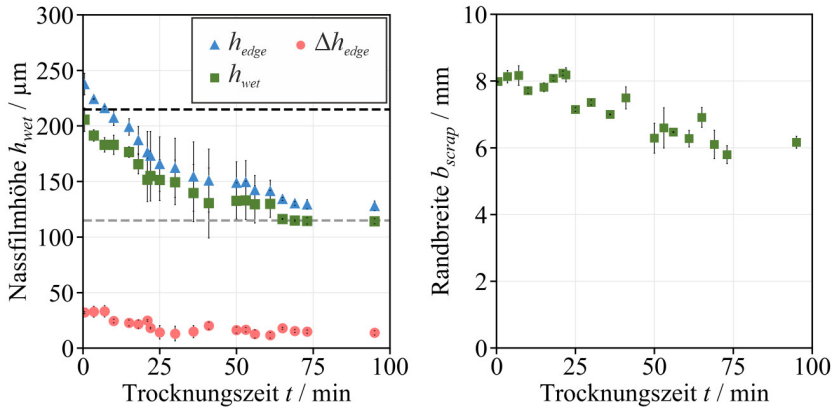 300
250
200
150
100
50
0
Nassfilmhöhe h_wet / µm
h_edge
Δh_edge
h_wet
0 25 50 75 100
Trocknungszeit t / min
10
8
6
4
2
0
Randbreite b_scrap / mm
0 25 50 75 100
Trocknungszeit t / min